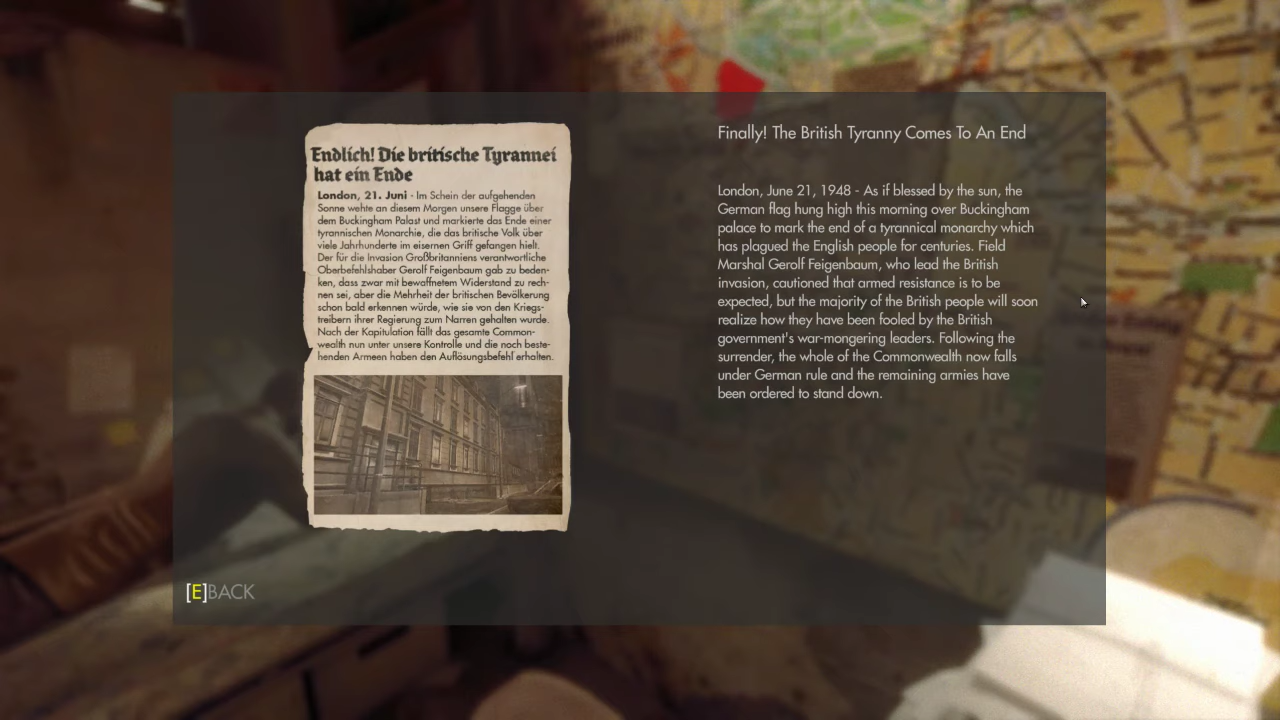 Endlich! Die britische Tyrannei
hat ein Ende
London, 21. Juni - Im Schein der aufgehenden
Sonne wehte an diesem Morgen unsere Flagge über
dem Buckingham Palast und markierte das Ende einer
tyrannischen Monarchie, die das britische Volk über
viele Jahrhunderte im eisernen Griff gefangen hielt.
Der für die Invasion Großbritanniens verantwortliche
Oberbefehlshaber Gerolf Feigenbaum gab zu beden-
ken, dass zwar mit bewaffnetem Widerstand zu rech-
nen sei, aber die Mehrheit der britischen Bevölkerung
schon bald erkennen würde, wie sie von den Kriegs-
treibern ihrer Regierung zum Narren gehalten wurde.
Nach der Kapitulation fällt das gesamte Common-
wealth nun unter unsere Kontrolle und die noch beste-
henden Armeen haben den Auflösungsbefehl erhalten.
Finally! The British Tyranny Comes To An End
London, June 21, 1948 - As if blessed by the sun, the
German flag hung high this morning over Buckingham
palace to mark the end of a tyrannical monarchy which
has plagued the English people for centuries. Field
Marshal Gerolf Feigenbaum, who lead the British
invasion, cautioned that armed resistance is to be
expected, but the majority of the British people will soon
realize how they have been fooled by the British
government's war-mongering leaders. Following the
surrender, the whole of the Commonwealth now falls
under German rule and the remaining armies have
been ordered to stand down.
[E]BACK